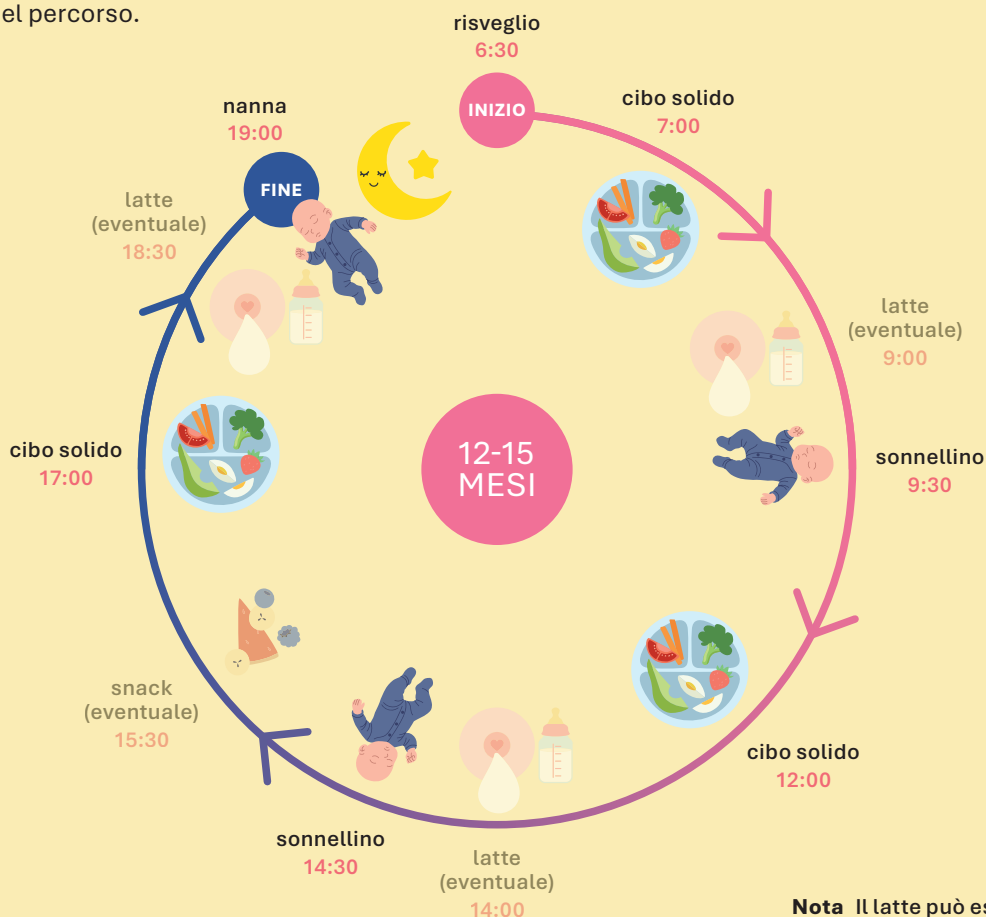 el percorso.
risveglio
6:30
INIZIO
cibo solido
7:00
latte
(eventuale)
9:00
sonnellino
9:30
cibo solido
12:00
latte
(eventuale)
14:00
sonnellino
14:30
snack
(eventuale)
15:30
cibo solido
17:00
latte
(eventuale)
18:30
nanna
19:00
FINE
12-15
MESI
Nota Il latte può es